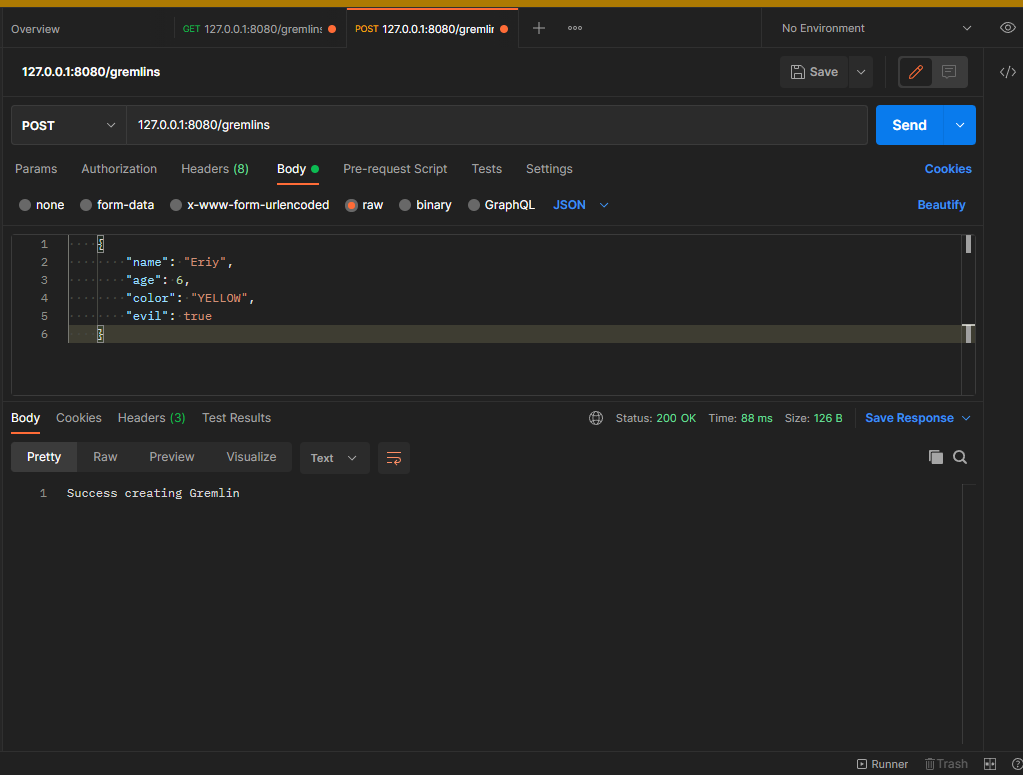 Overview
GET 127.0.0.1:8080/gremlins
POST 127.0.0.1:8080/gremlin
No Environment
127.0.0.1:8080/gremlins
Save
POST
127.0.0.1:8080/gremlins
Send
Params Authorization Headers (8) Body Pre-request Script Tests Settings Cookies
none form-data x-www-form-urlencoded raw binary GraphQL JSON Beautify
1 {
2 "name": "Eriy",
3 "age": 6,
4 "color": "YELLOW",
5 "evil": true
6 }
Body Cookies Headers (3) Test Results Status: 200 OK Time: 88 ms Size: 126 B Save Response
Pretty Raw Preview Visualize Text
1 Success creating Gremlin
Runner Trash